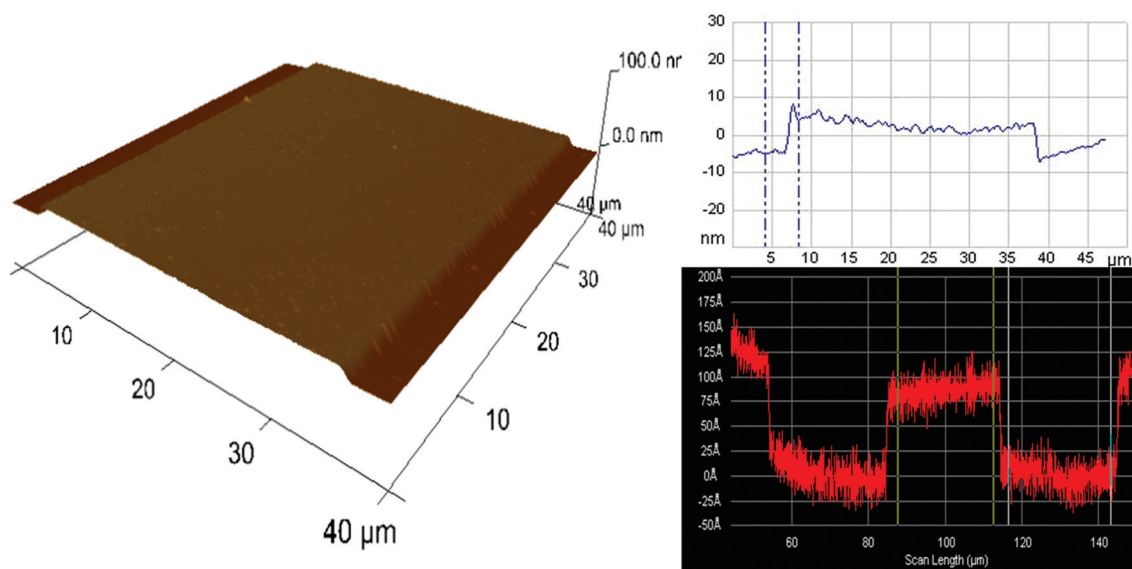 100.0 nr
0.0 nm
40 µm
40 µm
30
20
10
10
20
30
40 µm
30
20
10
0
-10
-20
nm
5 10 15 20 25 30 35 40 45 µm
200Å
175Å
150Å
125Å
100Å
75Å
50Å
25Å
0Å
-25Å
-50Å
60 80 100 120 140
Scan Length (µm)